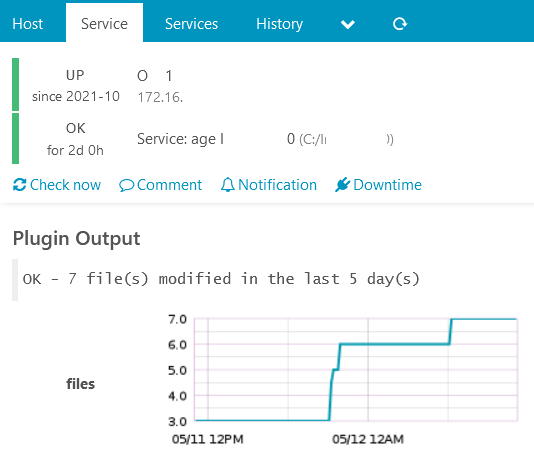 Host Service Services History
UP
since 2021-10
O 1
172.16.
OK
for 2d 0h
Service: age 0 (C:/
Check now Comment Notification Downtime
Plugin Output
OK - 7 file(s) modified in the last 5 day(s)
files
7.0
6.0
5.0
4.0
3.0
05/11 12PM 05/12 12AM